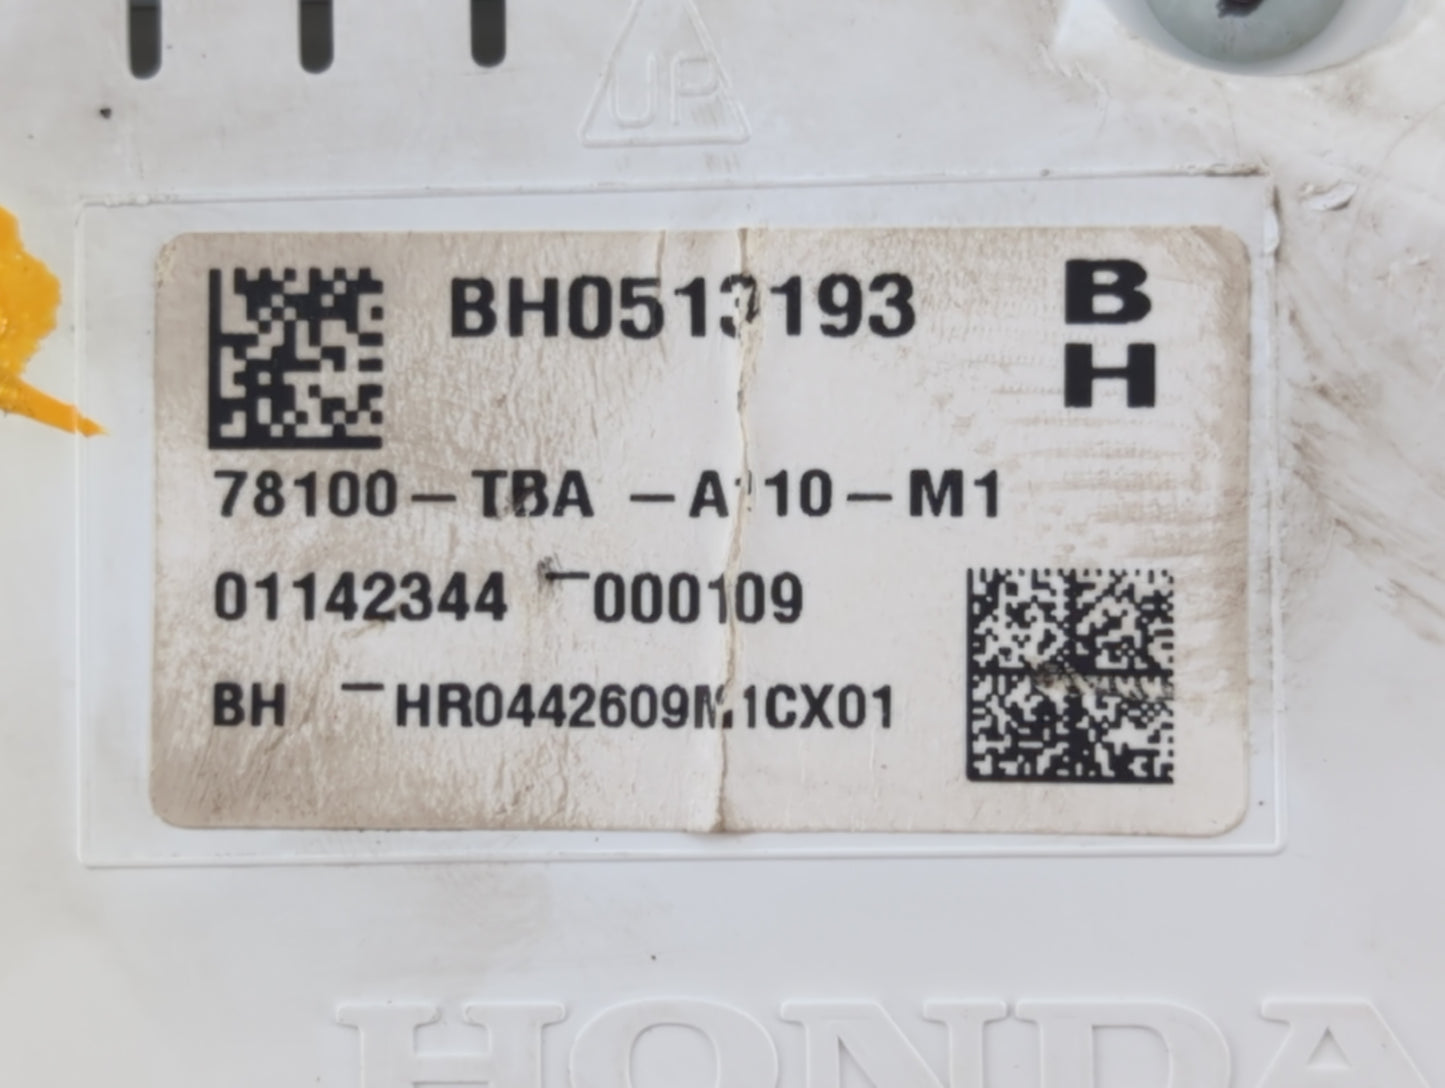 UP
BH0513193
B
H
78100-TBA -A110-M1
01142344 -000109
BH -HR0442609M1CX01
HONDA